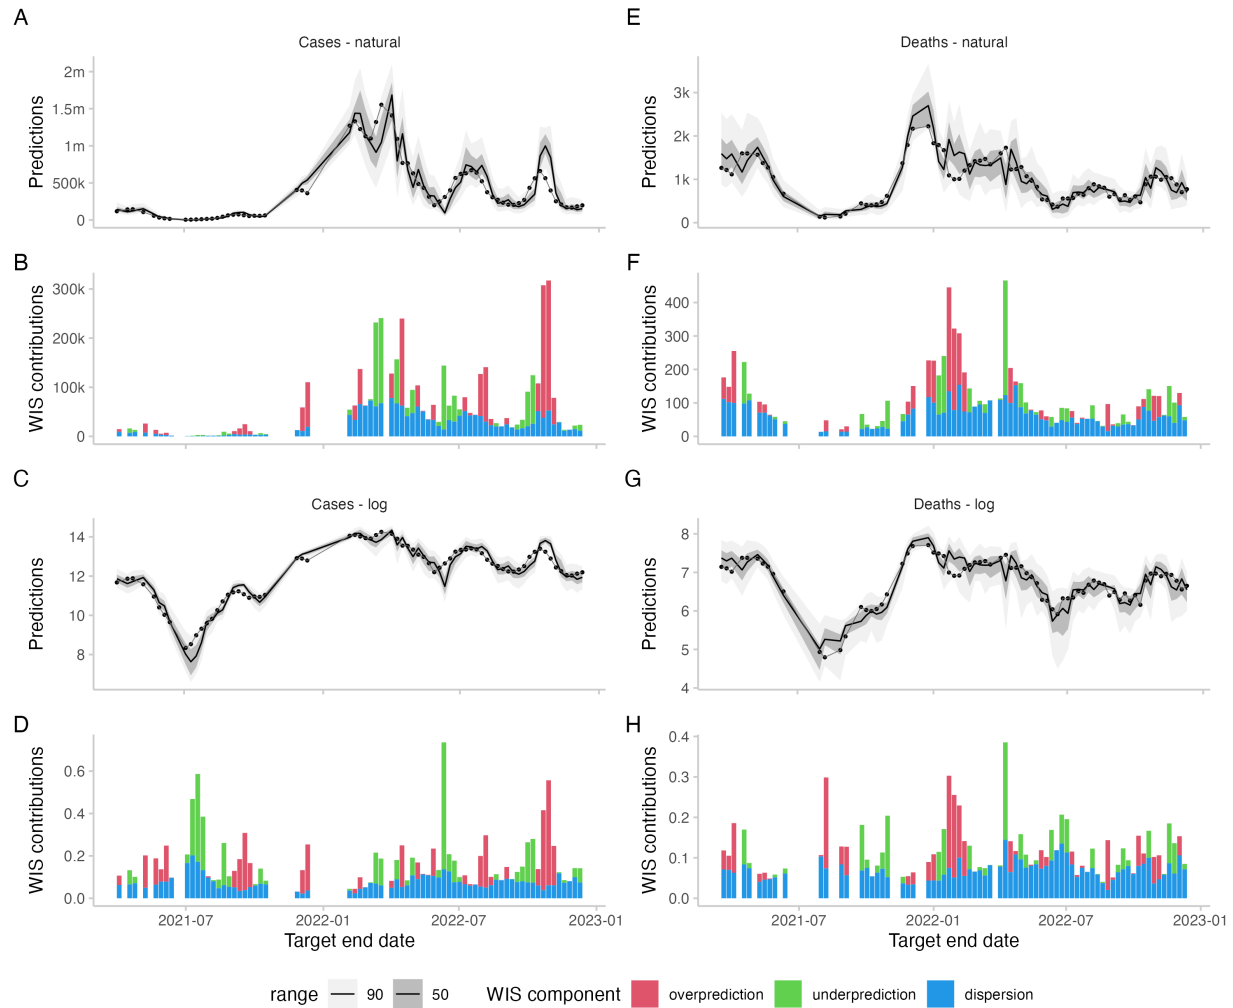 A
Cases - natural
Predictions
2m
1.5m
1m
500k
0
B
WIS contributions
300k
200k
100k
0
C
Cases - log
Predictions
14
12
10
8
D
WIS contributions
0.6
0.4
0.2
0.0
2021-07
2022-01
2022-07
2023-01
Target end date
E
Deaths - natural
Predictions
3k
2k
1k
0
F
WIS contributions
400
300
200
100
0
G
Deaths - log
Predictions
8
7
6
5
4
H
WIS contributions
0.4
0.3
0.2
0.1
0.0
2021-07
2022-01
2022-07
2023-01
Target end date
range 90 50 WIS component overprediction underprediction dispersion